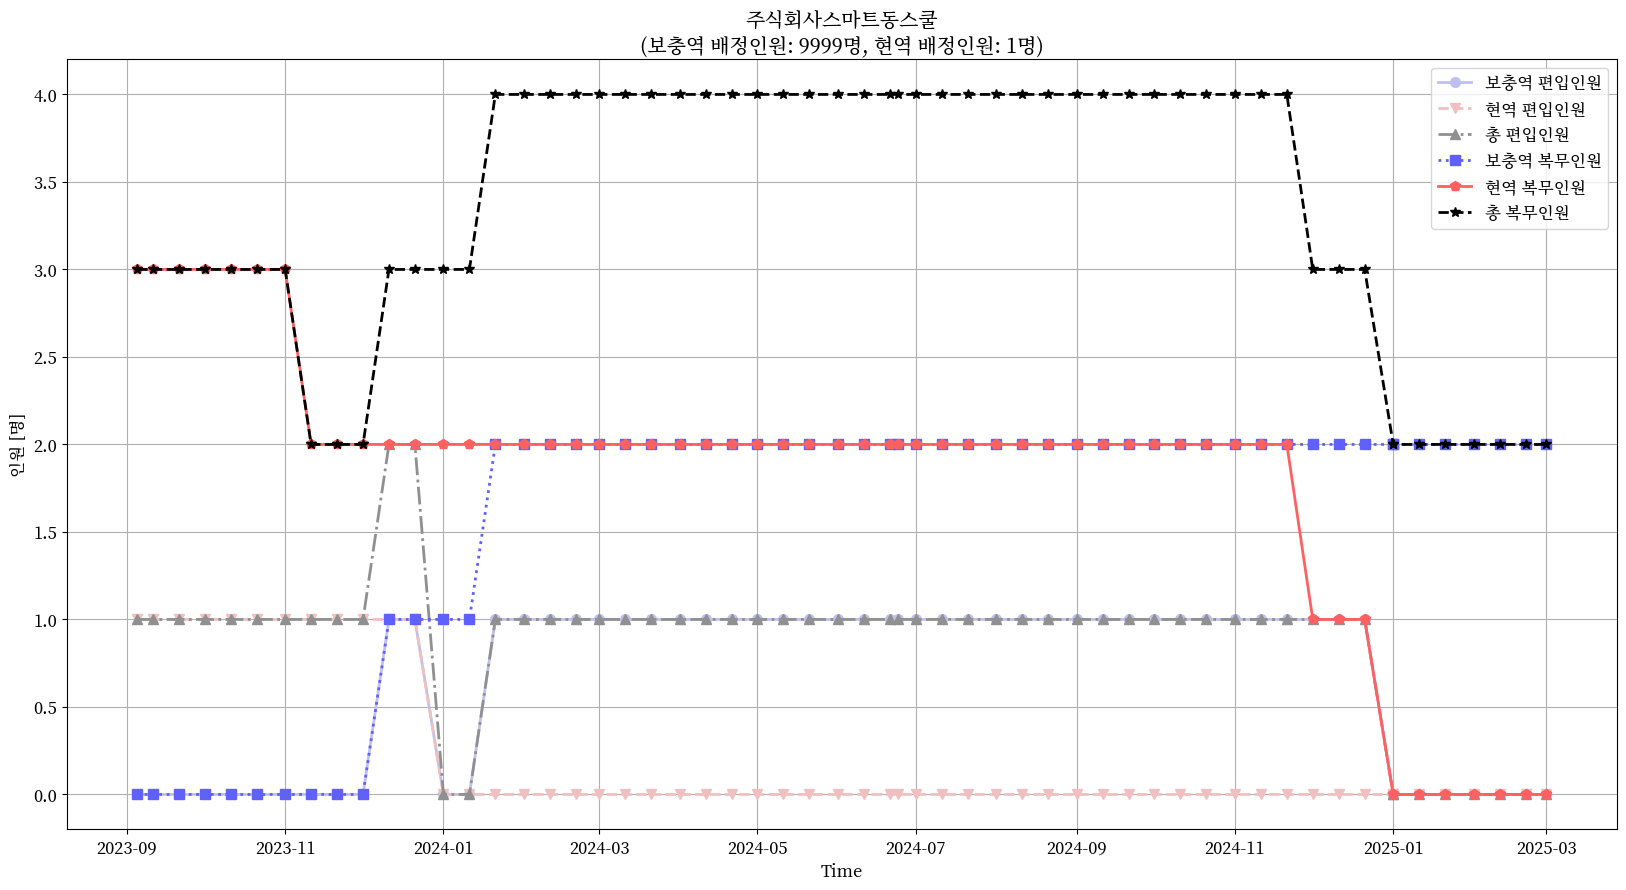 주식회사스마트동스쿨
(보충역 배정인원: 9999명, 현역 배정인원: 1명)
보충역 편입인원
현역 편입인원
총 편입인원
보충역 복무인원
현역 복무인원
총 복무인원
인원 [명]
4.0
3.5
3.0
2.5
2.0
1.5
1.0
0.5
0.0
2023-09 2023-11 2024-01 2024-03 2024-05 2024-07 2024-09 2024-11 2025-01 2025-03
Time